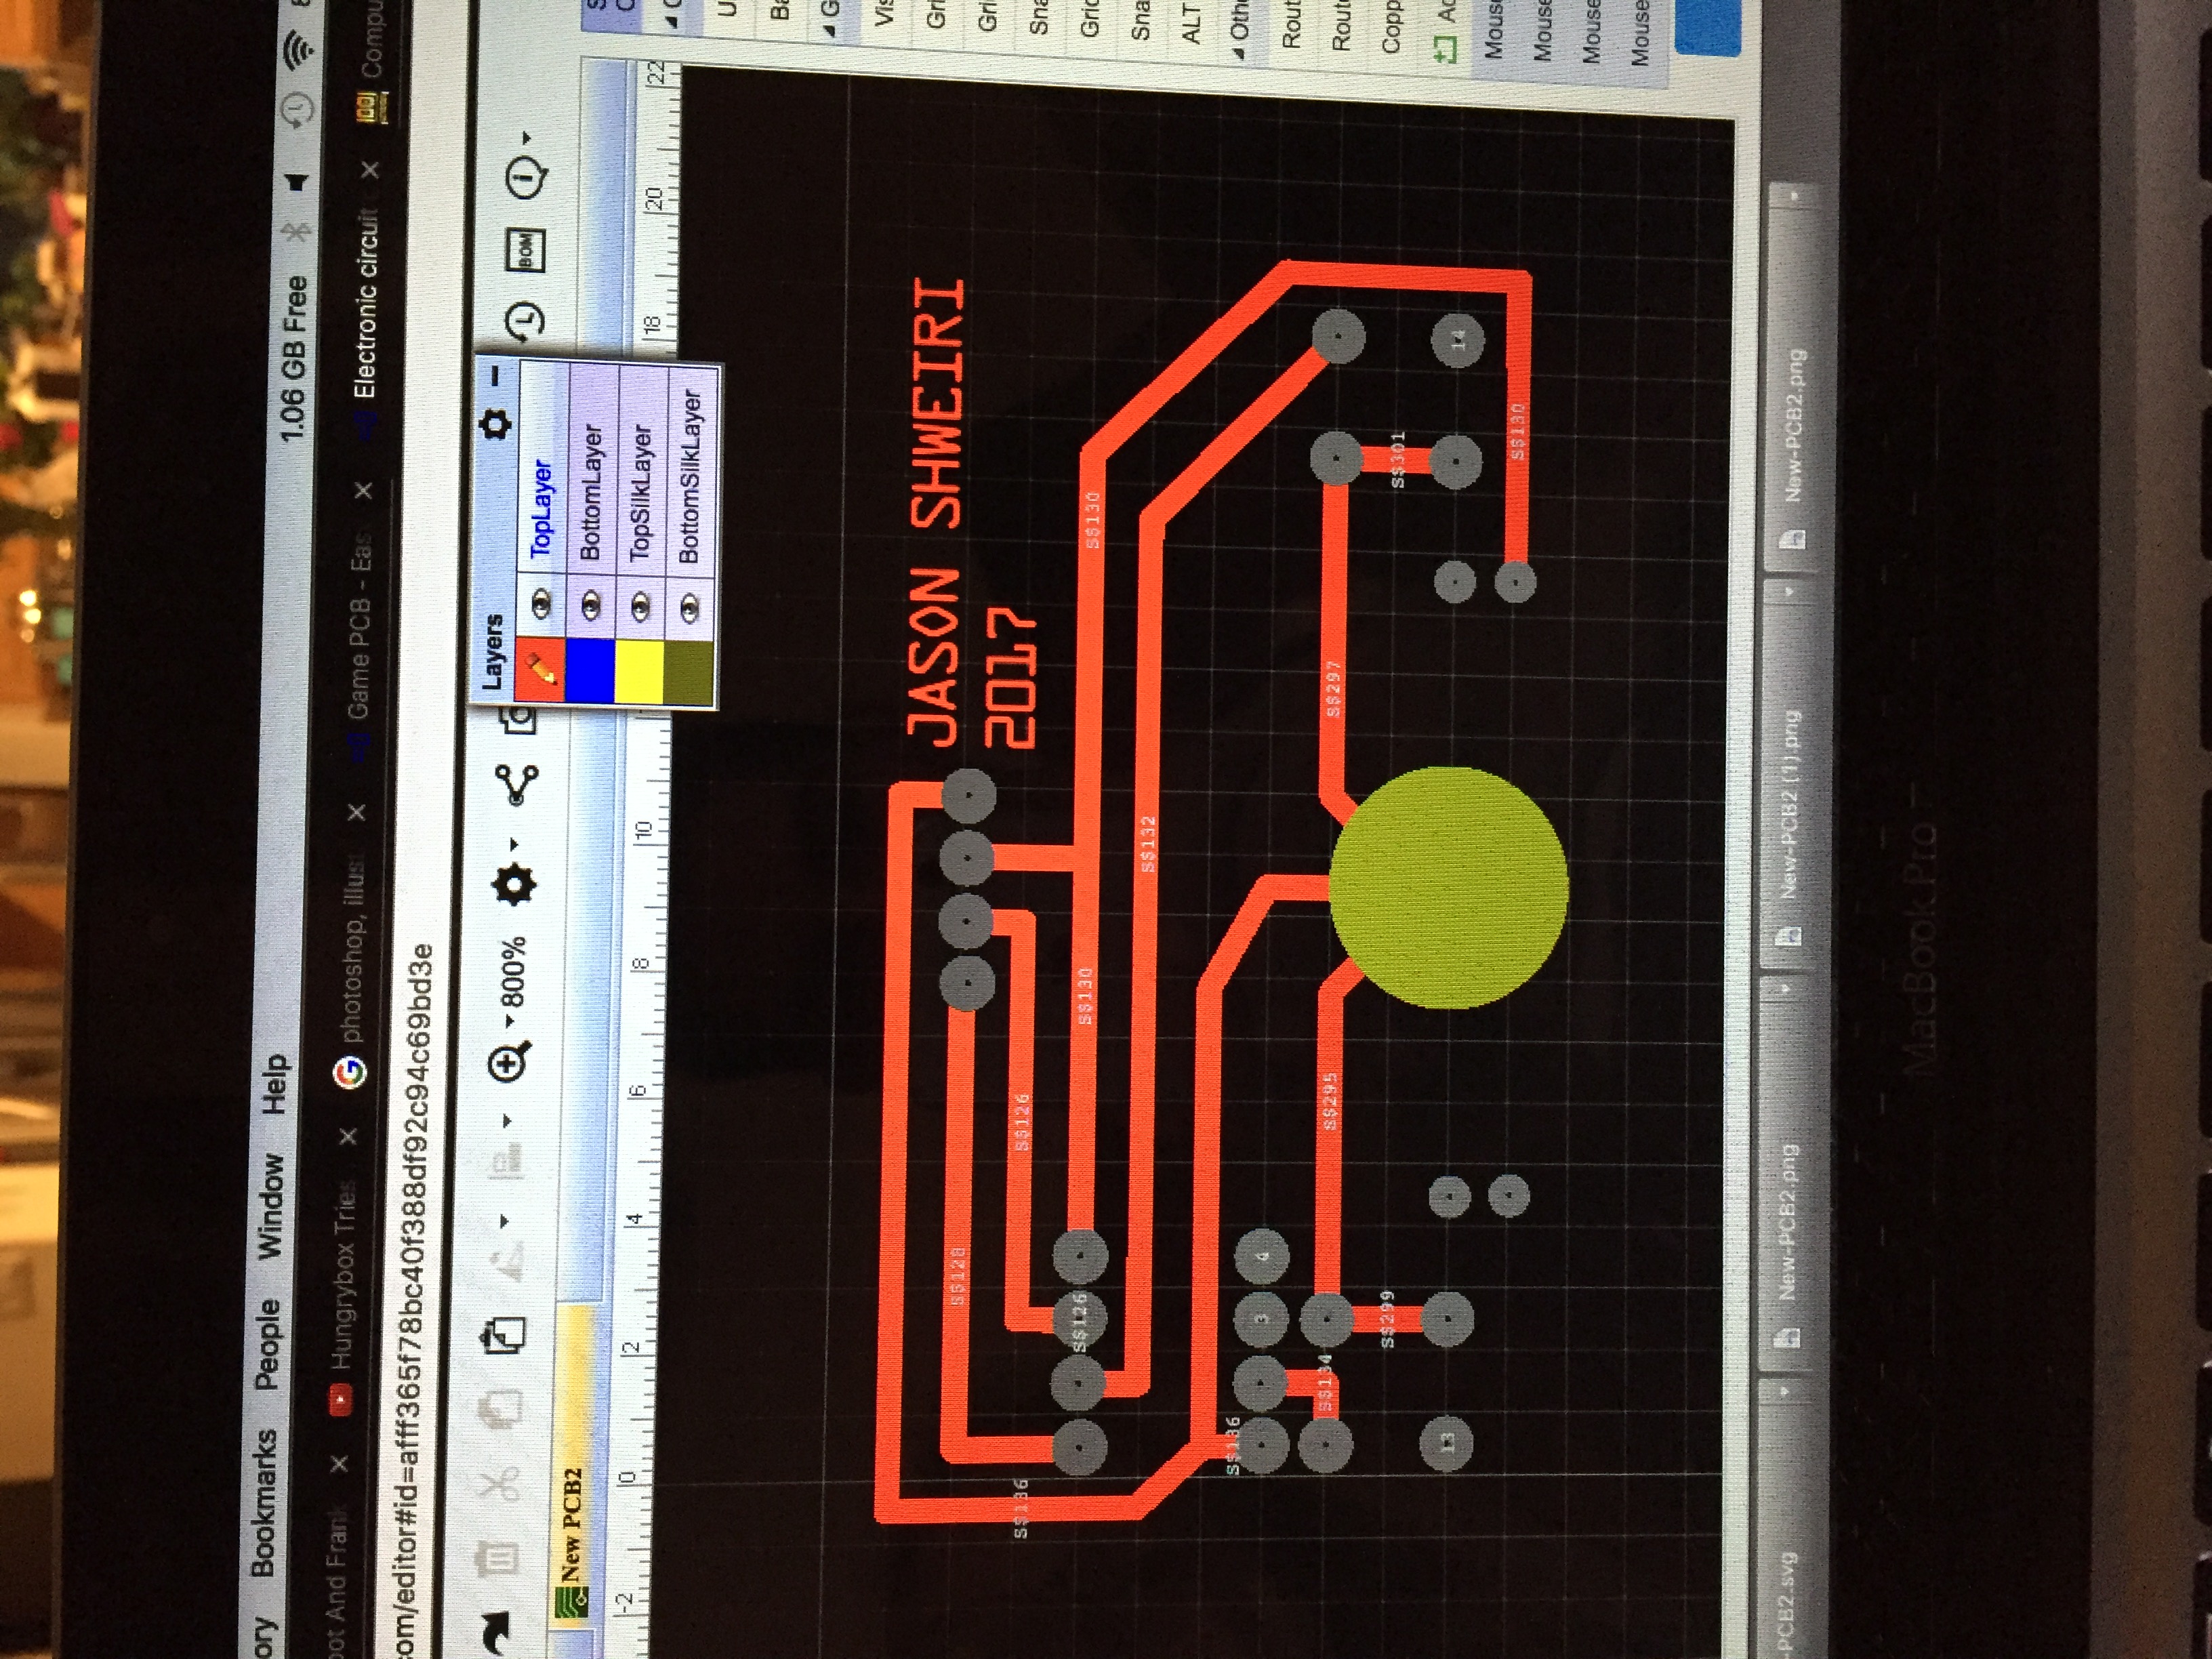 ory Bookmarks People Window Help 1.06 GB Free
oot And Frank Hungrybox Tries photoshop, illust Game PCB - Eas Electronic circuit Compu
com/editor#id=afff365f78bc40f388df92c94c69bd3e
800% BOM
Layers
TopLayer
BottomLayer
TopSilkLayer
BottomSilkLayer
New PCB2
-2 0 2 4 6 8 10 18 20 22
U
Ba
Vis
Gri
Gri
Sna
Gric
Sna
ALT
Othe
Rout
Route
Copp
Ac
Mouse
Mouse
Mouse
Mouse
JASON SHWEIRI
2017
S$128
S$136
S$126
S$126
S$130
S$130
S$132
S$136
3 4
S$134
S$295
S$297
S$299
S$301
13
14
S$130
-PCB2.svg New-PCB2.png New-PCB2 (1).png New-PCB2.png
MacBook Pro